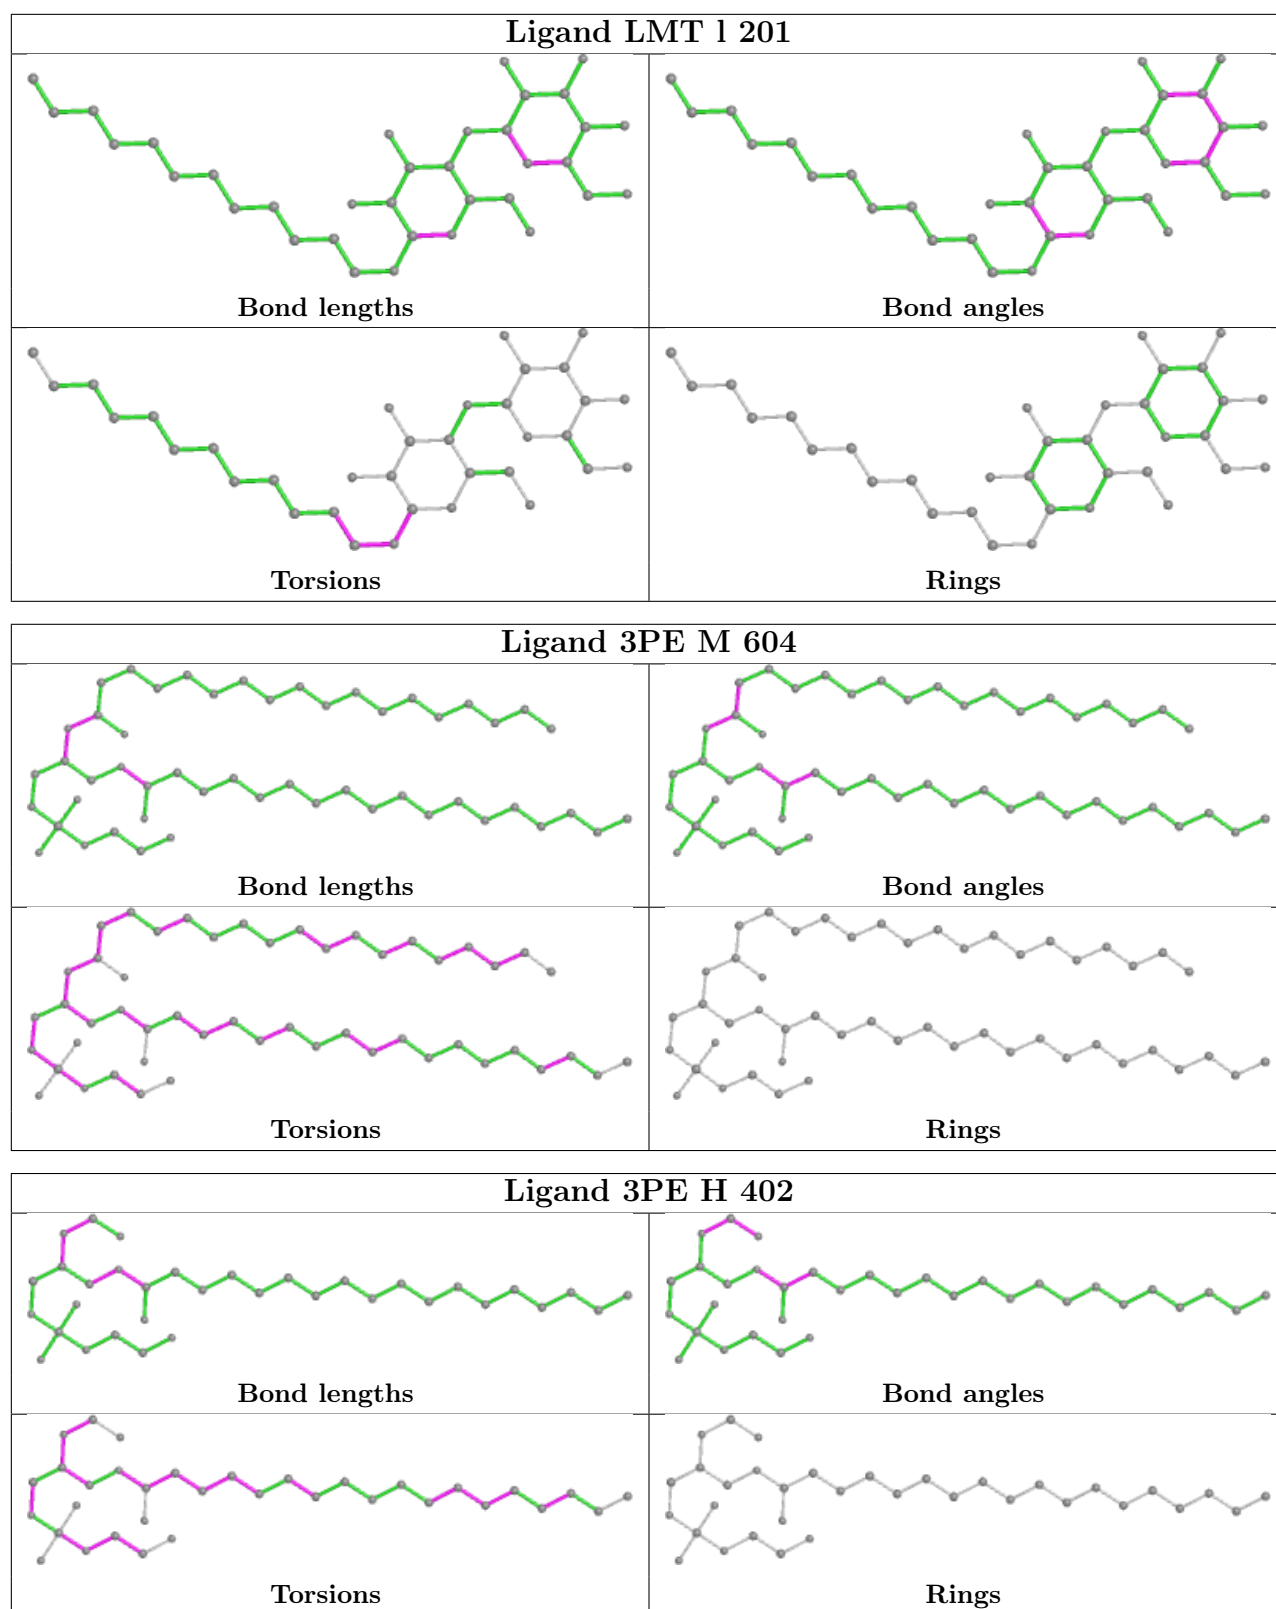 Ligand LMT l 201
Bond lengths
Bond angles
Torsions
Rings
Ligand 3PE M 604
Bond lengths
Bond angles
Torsions
Rings
Ligand 3PE H 402
Bond lengths
Bond angles
Torsions
Rings